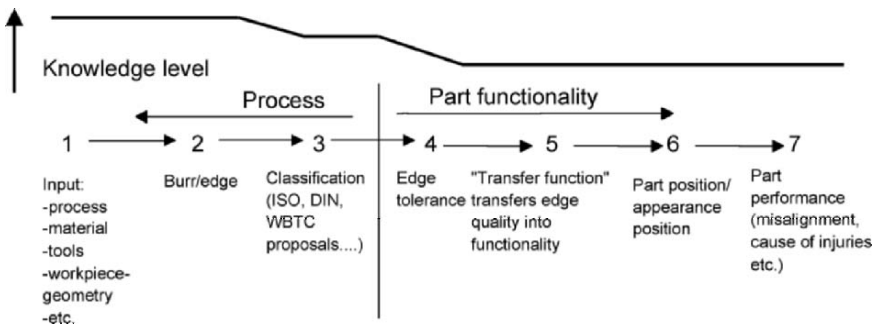 Knowledge level
Process
Part functionality
1
2
3
4
5
6
7
Input:
-process
-material
-tools
-workpiece-
geometry
-etc.
Burr/edge
Classification
(ISO, DIN,
WBTC
proposals....)
Edge
tolerance
"Transfer function"
transfers edge
quality into
functionality
Part position/
appearance
position
Part
performance
(misalignment,
cause of injuries
etc.)